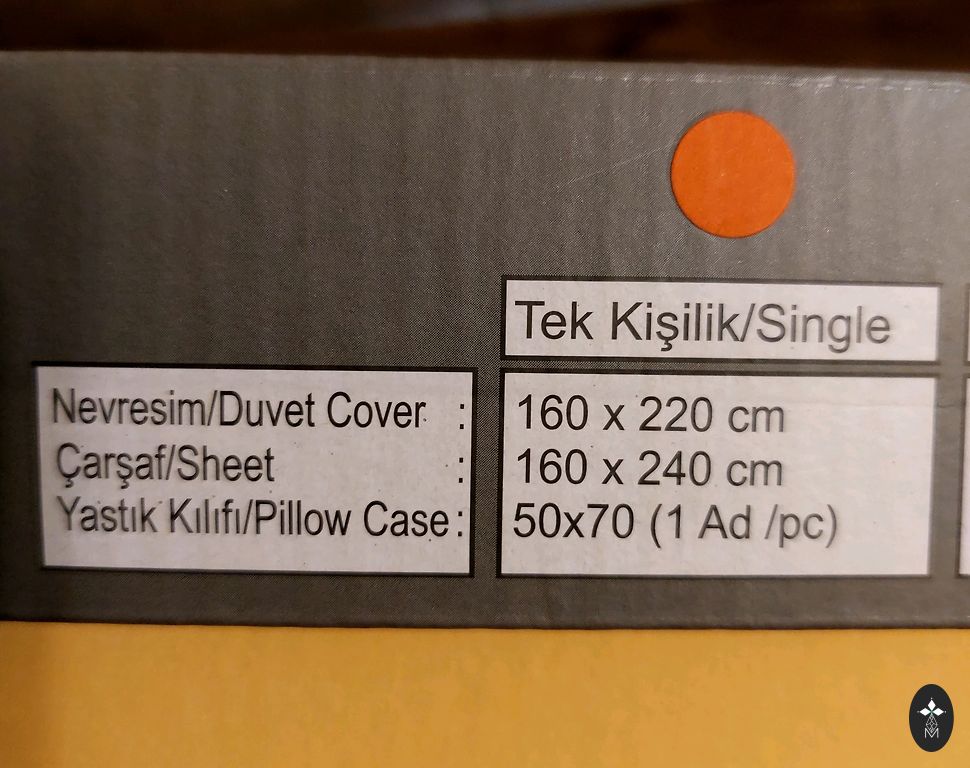 Tek Kişilik/Single
Nevresim/Duvet Cover : 160 x 220 cm
Çarşaf/Sheet : 160 x 240 cm
Yastık Kılıfı/Pillow Case: 50x70 (1 Ad /pc)
M